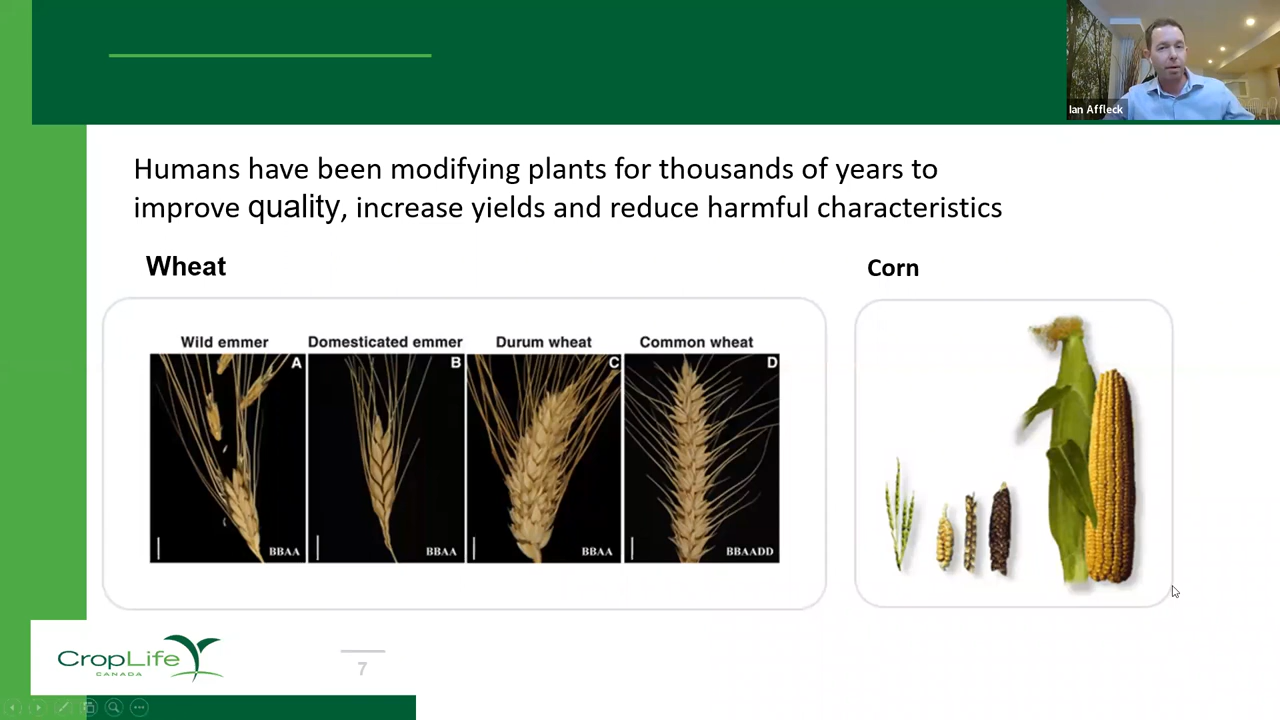 Ian Affleck
Humans have been modifying plants for thousands of years to
improve quality, increase yields and reduce harmful characteristics
Wheat
Corn
Wild emmer
Domesticated emmer
Durum wheat
Common wheat
A
B
C
D
BBAA
BBAA
BBAA
BBAADD
CropLife
CANADA
7